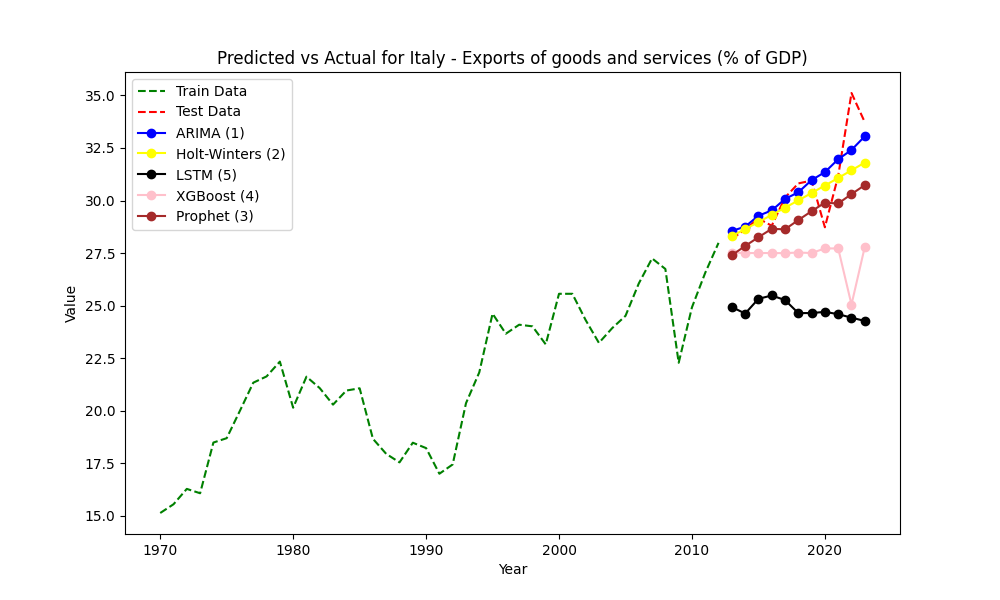 Predicted vs Actual for Italy - Exports of goods and services (% of GDP)
Train Data
Test Data
ARIMA (1)
Holt-Winters (2)
LSTM (5)
XGBoost (4)
Prophet (3)
Value
35.0
32.5
30.0
27.5
25.0
22.5
20.0
17.5
15.0
1970 1980 1990 2000 2010 2020
Year